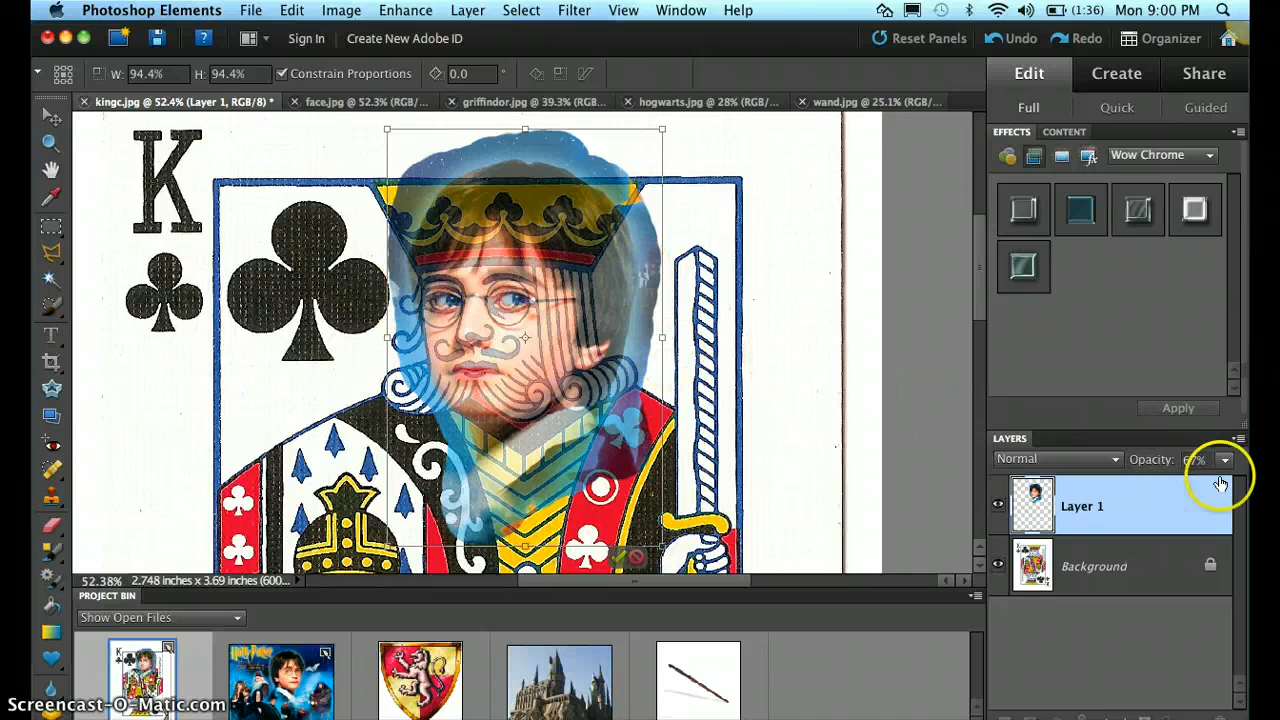 Photoshop Elements File Edit Image Enhance Layer Select Filter View Window Help (1:36) Mon 9:00 PM
Sign In Create New Adobe ID Reset Panels Undo Redo Organizer
W: 94.4% H: 94.4% Constrain Proportions 0.0 ° Edit Create Share
kingc.jpg @ 52.4% (Layer 1, RGB/8) * face.jpg @ 52.3% (RGB/... griffindor.jpg @ 39.3% (RGB/... hogwarts.jpg @ 28% (RGB/... wand.jpg @ 25.1% (RGB/...
Full Quick Guided
EFFECTS CONTENT
Wow Chrome
K
Apply
LAYERS
Normal Opacity: 67%
Layer 1
Background
52.38% 2.748 inches x 3.69 inches (600...
PROJECT BIN
Show Open Files
K
Harry Potter
Screencast-O-Matic.com